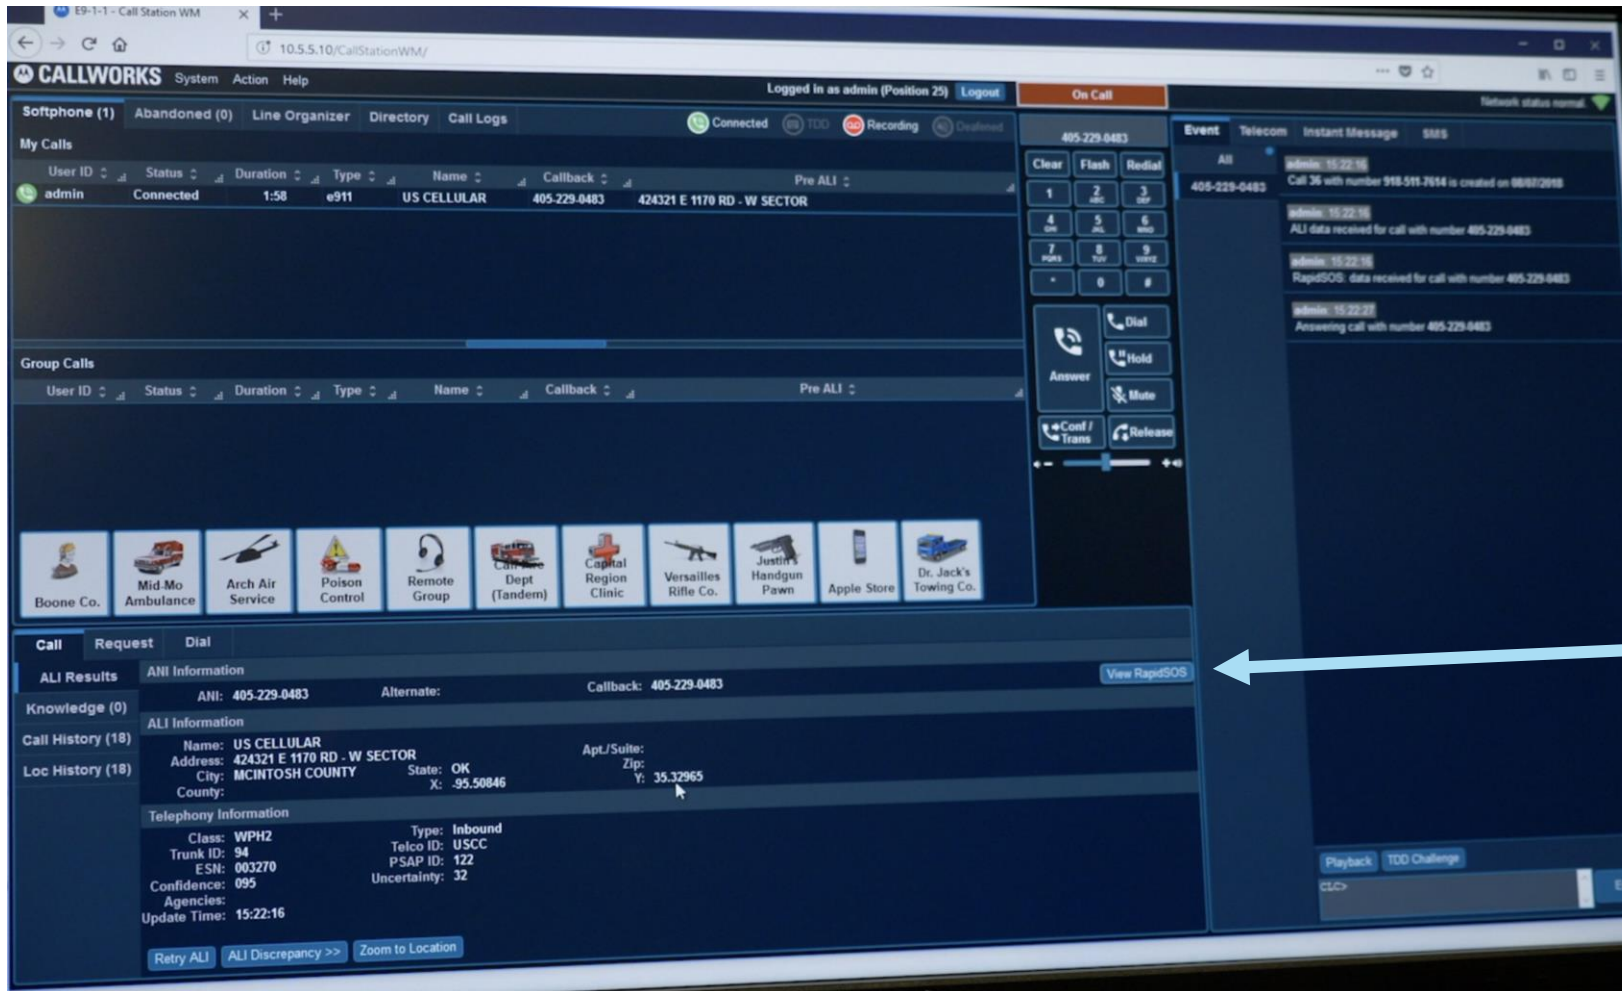 E9-1-1 - Call Station WM
10.5.5.10/CallStationWM/
CALLWORKS System Action Help
Logged in as admin (Position 25) Logout
On Call
Network status normal.
Softphone (1) Abandoned (0) Line Organizer Directory Call Logs
Connected TDD Recording Deafened
My Calls
User ID Status Duration Type Name Callback Pre ALI
admin Connected 1:58 e911 US CELLULAR 405-229-0483 424321 E 1170 RD - W SECTOR
Group Calls
User ID Status Duration Type Name Callback Pre ALI
Boone Co.
Mid-Mo
Ambulance
Arch Air
Service
Poison
Control
Remote
Group
Dept
(Tandem)
Capital
Region
Clinic
Versailles
Rifle Co.
Justin's
Handgun
Pawn
Apple Store
Dr. Jack's
Towing Co.
405-229-0483
Clear Flash Redial
1 2 ABC 3 DEF
4 GHI 5 JKL 6 MNO
7 PQRS 8 TUV 9 WXYZ
* 0 #
Answer
Dial
Hold
Mute
Conf /
Trans
Release
Event Telecom Instant Message SMS
All
405-229-0483
admin: 15:22:16
Call 36 with number 918-511-7614 is created on 08/07/2018
admin: 15:22:16
ALI data received for call with number 405-229-0483
admin: 15:22:16
RapidSOS: data received for call with number 405-229-0483
admin: 15:22:27
Answering call with number 405-229-0483
Playback TDD Challenge
CLC>
Call Request Dial
ALI Results
Knowledge (0)
Call History (18)
Loc History (18)
ANI Information
View RapidSOS
ANI: 405-229-0483 Alternate: Callback: 405-229-0483
ALI Information
Name: US CELLULAR
Address: 424321 E 1170 RD - W SECTOR Apt./Suite:
City: MCINTOSH COUNTY State: OK Zip:
County: X: -95.50846 Y: 35.32965
Telephony Information
Class: WPH2 Type: Inbound
Trunk ID: 94 Telco ID: USCC
ESN: 003270 PSAP ID: 122
Confidence: 095 Uncertainty: 32
Agencies:
Update Time: 15:22:16
Retry ALI ALI Discrepancy >> Zoom to Location